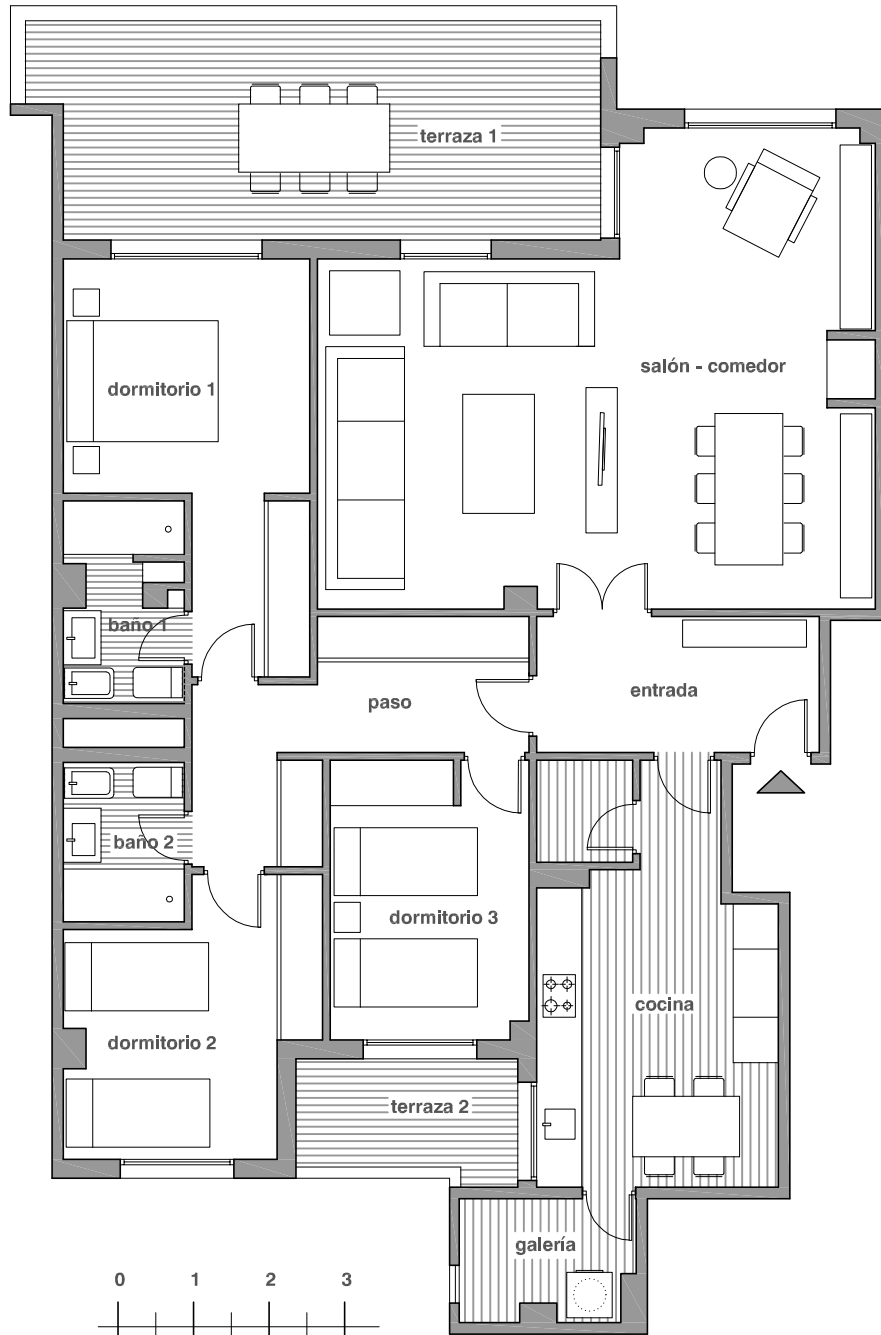 terraza 1
salón - comedor
dormitorio 1
baño 1
paso
entrada
baño 2
dormitorio 3
cocina
dormitorio 2
terraza 2
galería
0 1 2 3